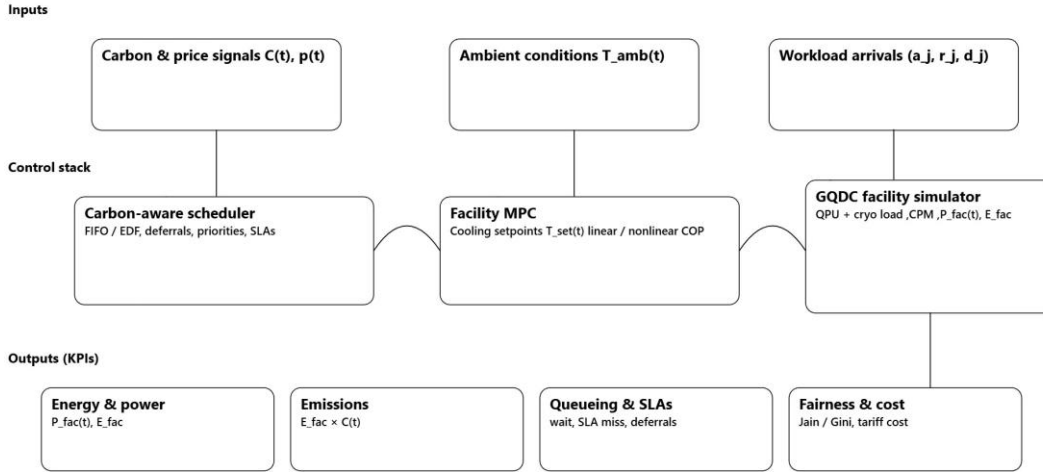 Inputs
Carbon & price signals C(t), p(t)
Ambient conditions T_amb(t)
Workload arrivals (a_j, r_j, d_j)
Control stack
Carbon-aware scheduler
FIFO / EDF, deferrals, priorities, SLAs
Facility MPC
Cooling setpoints T_set(t) linear / nonlinear COP
GQDC facility simulator
QPU + cryo load ,CPM ,P_fac(t), E_fac
Outputs (KPIs)
Energy & power
P_fac(t), E_fac
Emissions
E_fac × C(t)
Queueing & SLAs
wait, SLA miss, deferrals
Fairness & cost
Jain / Gini, tariff cost